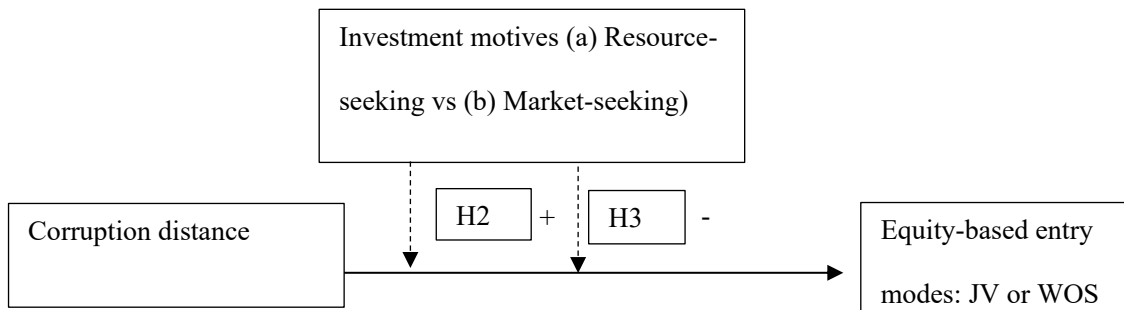 Investment motives (a) Resource-
seeking vs (b) Market-seeking)
H2 + H3 -
Corruption distance
Equity-based entry
modes: JV or WOS